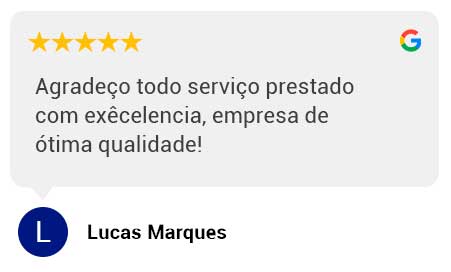 Agradeço todo serviço prestado
com exêcelencia, empresa de
ótima qualidade!
L
Lucas Marques